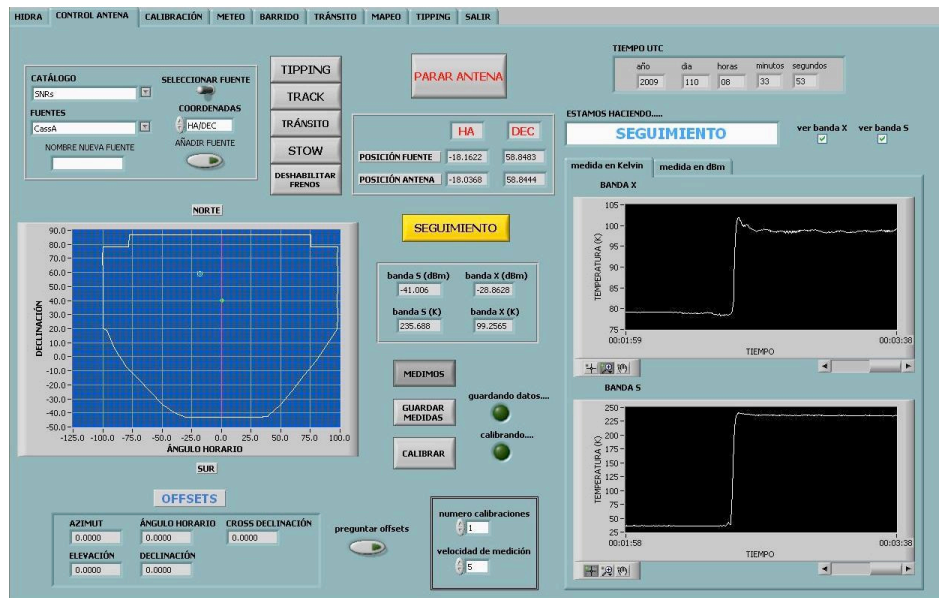 HIDRA CONTROL ANTENA CALIBRACIÓN METEO BARRIDO TRÁNSITO MAPEO TIPPING SALIR
CATÁLOGO
SNRs
FUENTES
CassA
NOMBRE NUEVA FUENTE
SELECCIONAR FUENTE
COORDENADAS
HA/DEC
AÑADIR FUENTE
TIPPING
TRACK
TRÁNSITO
STOW
DESHABILITAR
FRENOS
PARAR ANTENA
HA DEC
POSICIÓN FUENTE -18.1622 58.8483
POSICIÓN ANTENA -18.0368 58.8444
TIEMPO UTC
año dia horas minutos segundos
2009 110 08 33 53
ESTAMOS HACIENDO.....
SEGUIMIENTO
ver banda X ver banda S
medida en Kelvin medida en dBm
BANDA X
105
100
90
85
80
75
TEMPERATURA (K)
00:01:59 00:03:38
TIEMPO
BANDA S
250
200
175
150
100
50
25
TEMPERATURA (K)
00:01:58 00:03:38
TIEMPO
NORTE
90.0
80.0
70.0
60.0
50.0
40.0
30.0
20.0
10.0
0.0
-10.0
-20.0
-30.0
-40.0
-50.0
DECLINACIÓN
-125.0 -100.0 -75.0 -50.0 -25.0 0.0 25.0 50.0 75.0 100.0
ÁNGULO HORARIO
SUR
SEGUIMIENTO
banda S (dBm) banda X (dBm)
-41.006 -28.8628
banda S (K) banda X (K)
235.688 99.2565
MEDIMOS
GUARDAR
MEDIDAS
CALIBRAR
guardando datos....
calibrando....
OFFSETS
AZIMUT ÁNGULO HORARIO CROSS DECLINACIÓN
0.0000 0.0000 0.0000
ELEVACIÓN DECLINACIÓN
0.0000 0.0000
preguntar offsets
numero calibraciones
1
velocidad de medición
5